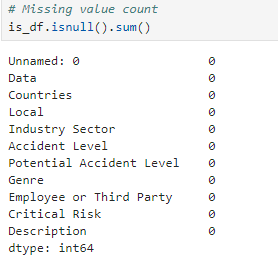 # Missing value count
is_df.isnull().sum()
Unnamed: 0 0
Data 0
Countries 0
Local 0
Industry Sector 0
Accident Level 0
Potential Accident Level 0
Genre 0
Employee or Third Party 0
Critical Risk 0
Description 0
dtype: int64